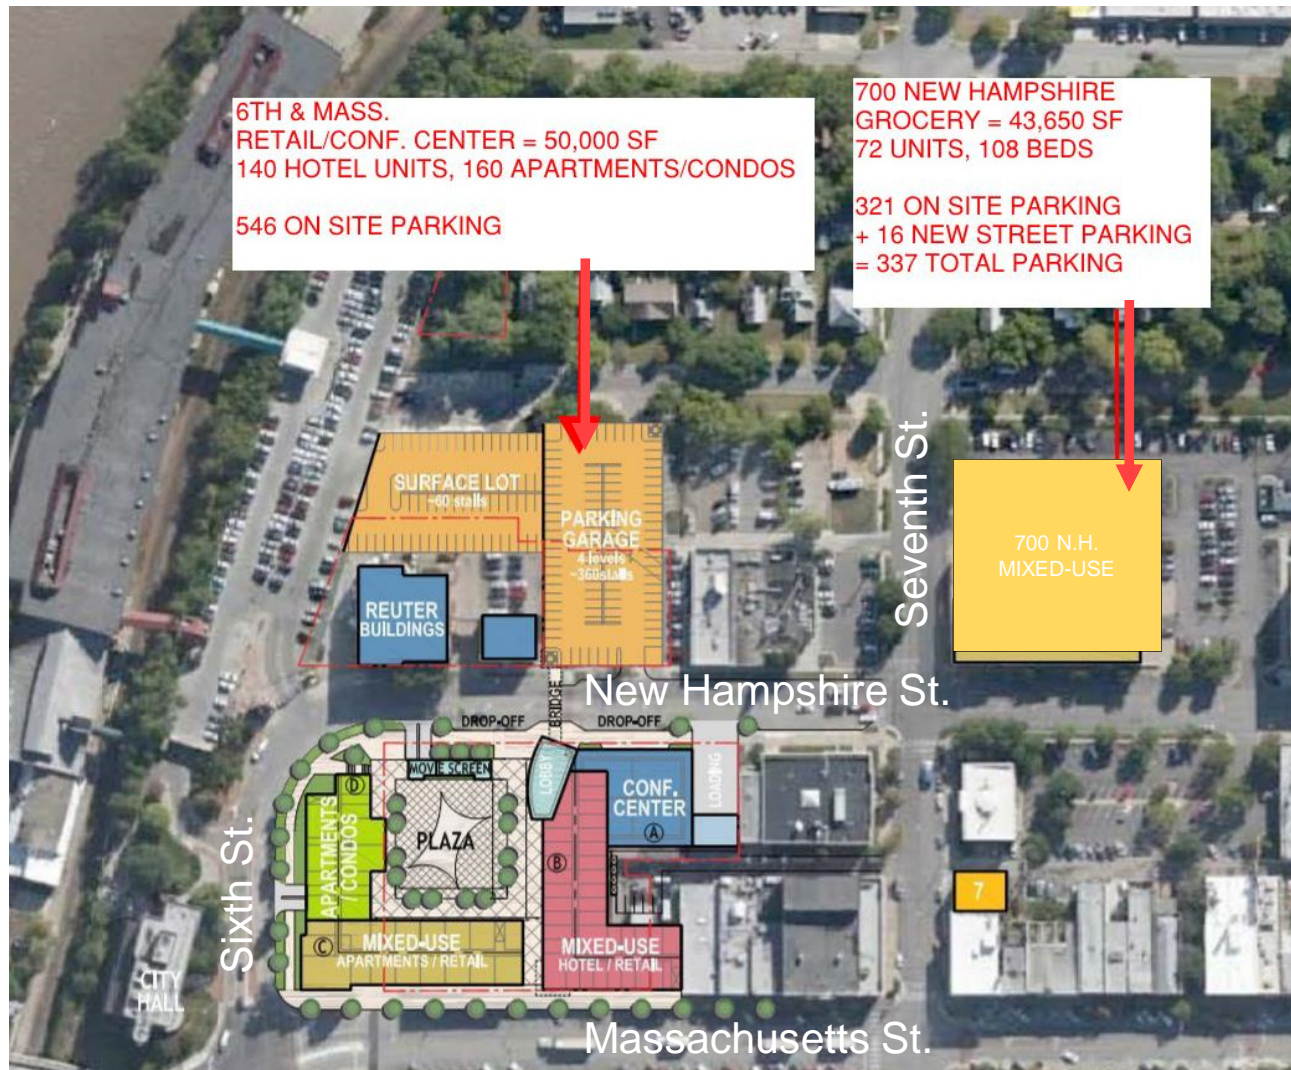 6TH & MASS.
RETAIL/CONF. CENTER = 50,000 SF
140 HOTEL UNITS, 160 APARTMENTS/CONDOS
546 ON SITE PARKING
700 NEW HAMPSHIRE
GROCERY = 43,650 SF
72 UNITS, 108 BEDS
321 ON SITE PARKING
+ 16 NEW STREET PARKING
= 337 TOTAL PARKING
SURFACE LOT
~60 stalls
PARKING
GARAGE
4 levels
~360stalls
Seventh St.
700 N.H.
MIXED-USE
REUTER
BUILDINGS
New Hampshire St.
BRIDGE
DROP-OFF
DROP-OFF
MOVIE SCREEN
LOBBY
CONF.
CENTER
A
LOADING
D
APARTMENTS
/ CONDOS
PLAZA
B
Sixth St.
7
C
MIXED-USE
APARTMENTS / RETAIL
MIXED-USE
HOTEL / RETAIL
CITY
HALL
Massachusetts St.